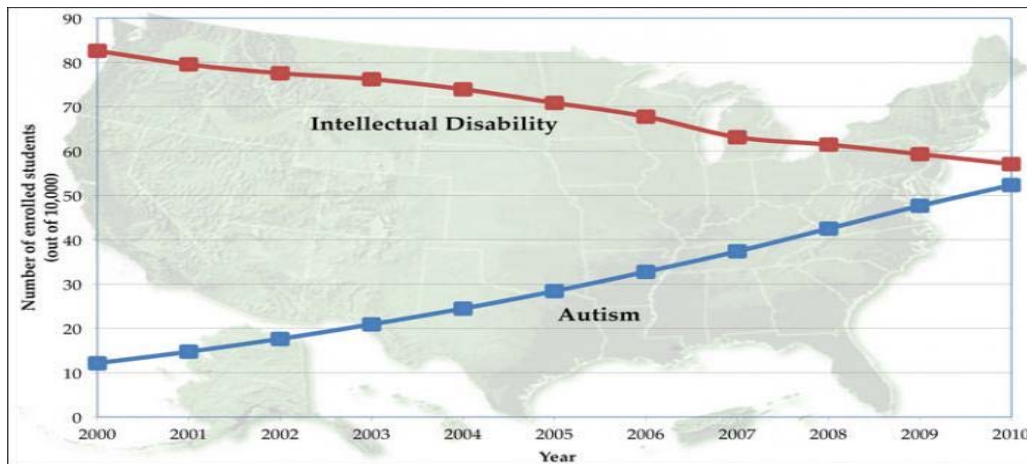 90
80
70
60
50
40
30
20
10
0
Number of enrolled students
(out of 10,000)
Intellectual Disability
Autism
2000 2001 2002 2003 2004 2005 2006 2007 2008 2009 2010
Year